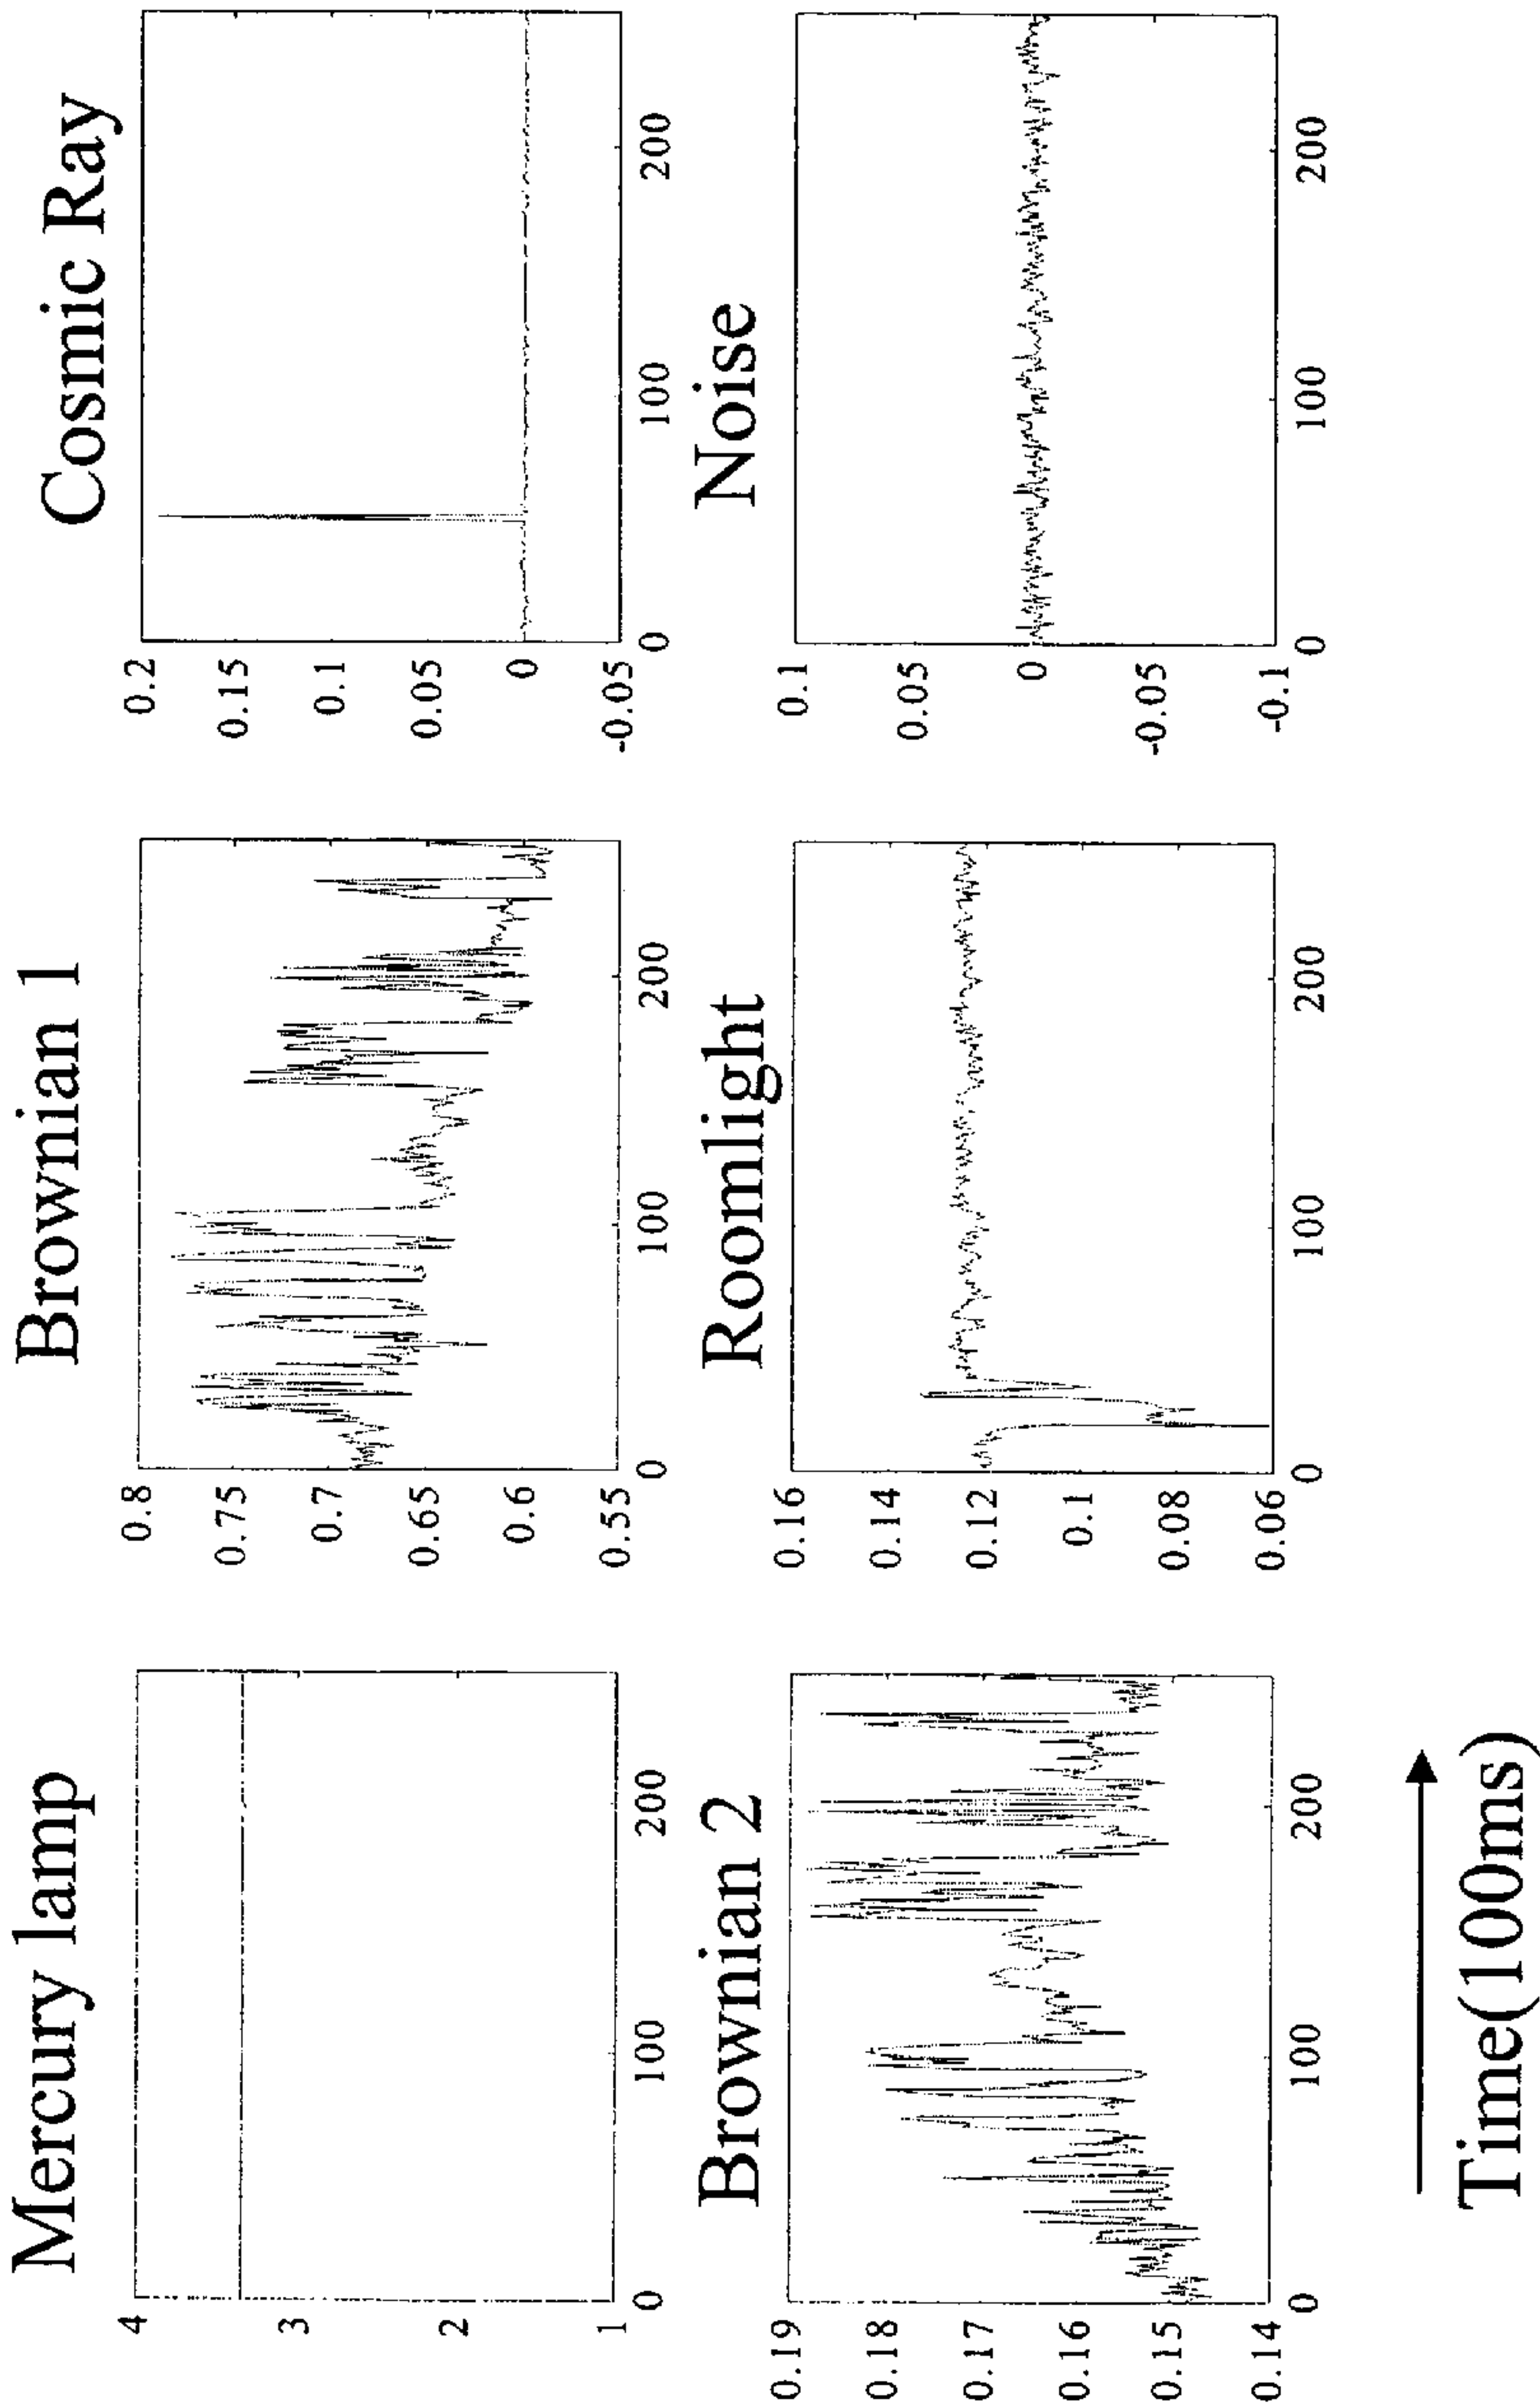 Mercury lamp
4
3
2
1
0 100 200
Brownian 1
0.8
0.75
0.7
0.65
0.6
0.55
0 100 200
Cosmic Ray
0.2
0.15
0.1
0.05
0
-0.05
0 100 200
Brownian 2
0.19
0.18
0.17
0.16
0.15
0.14
0 100 200
Roomlight
0.16
0.14
0.12
0.1
0.08
0.06
0 100 200
Noise
0.1
0.05
0
-0.05
-0.1
0 100 200
Time(100ms)